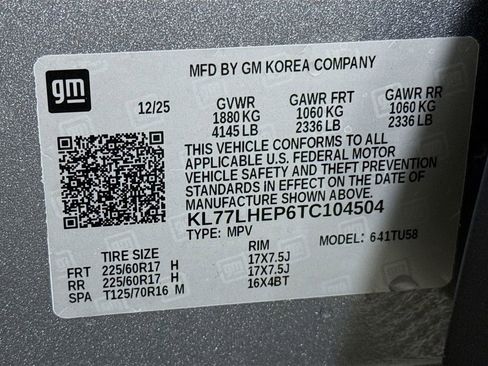 gm
MFD BY GM KOREA COMPANY
12/25 GVWR GAWR FRT GAWR RR
1880 KG 1060 KG 1060 KG
4145 LB 2336 LB 2336 LB
THIS VEHICLE CONFORMS TO ALL
APPLICABLE U.S. FEDERAL MOTOR
VEHICLE SAFETY AND THEFT PREVENTION
STANDARDS IN EFFECT ON THE DATE OF
MANUFACTURE SHOWN ABOVE.
KL77LHEP6TC104504
TYPE: MPV MODEL: 641TU58
TIRE SIZE RIM
FRT 225/60R17 H 17X7.5J
RR 225/60R17 H 17X7.5J
SPA T125/70R16 M 16X4BT